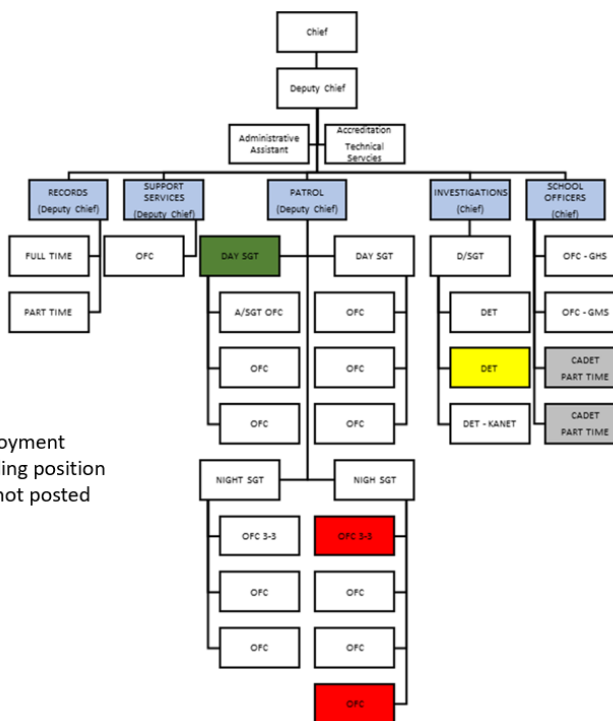 Chief
Deputy Chief
Administrative
Assistant
Accreditation
Technical
Servcies
RECORDS
(Deputy Chief)
SUPPORT
SERVICES
(Deputy Chief)
PATROL
(Deputy Chief)
INVESTIGATIONS
(Chief)
SCHOOL
OFFICERS
(Chief)
FULL TIME
OFC
DAY SGT
DAY SGT
D/SGT
OFC - GHS
PART TIME
A/SGT OFC
OFC
DET
OFC - GMS
OFC
OFC
DET
CADET
PART TIME
OFC
OFC
DET - KANET
CADET
PART TIME
oyment
ing position
not posted
NIGHT SGT
NIGH SGT
OFC 3-3
OFC 3-3
OFC
OFC
OFC
OFC
OFC